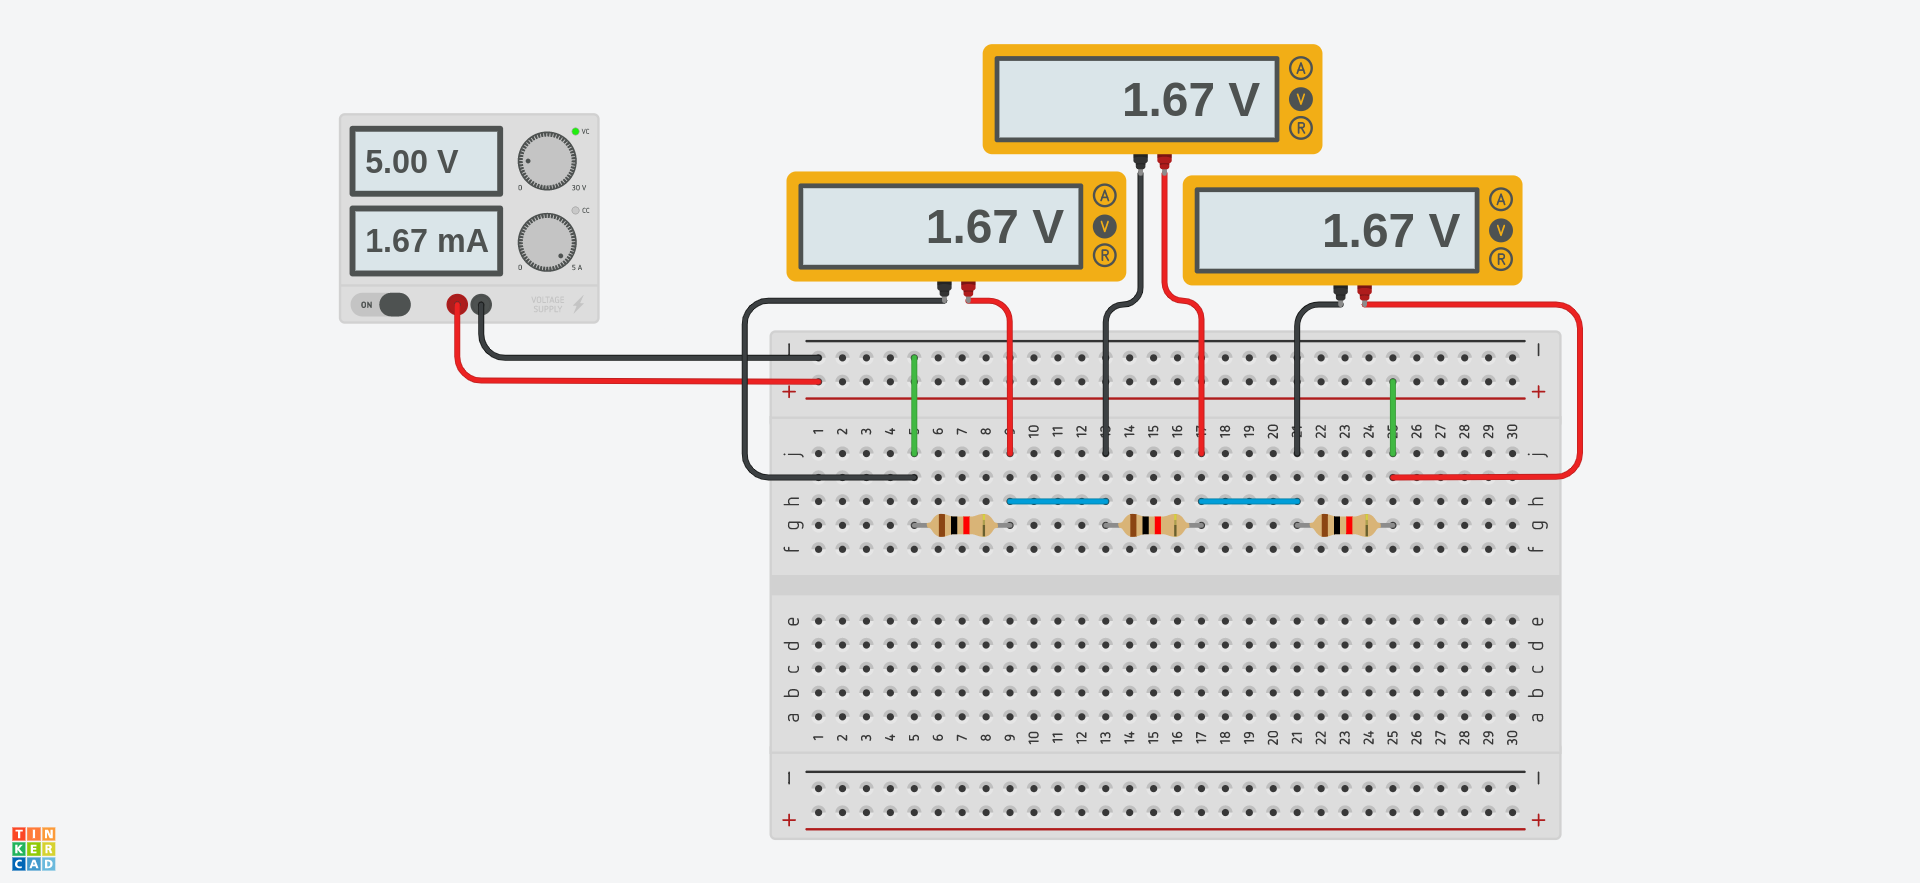 1.67 V
A
V
R
5.00 V
VC
0
30 V
1.67 mA
CC
0
5 A
ON
VOLTAGE
SUPPLY
1.67 V
A
V
R
1.67 V
A
V
R
− −
+ +
1 2 3 4 5 6 7 8 9 10 11 12 13 14 15 16 17 18 19 20 21 22 23 24 25 26 27 28 29 30
j j
h h
g g
f f
e e
d d
c c
b b
a a
1 2 3 4 5 6 7 8 9 10 11 12 13 14 15 16 17 18 19 20 21 22 23 24 25 26 27 28 29 30
− −
+ +
TIN
KER
CAD